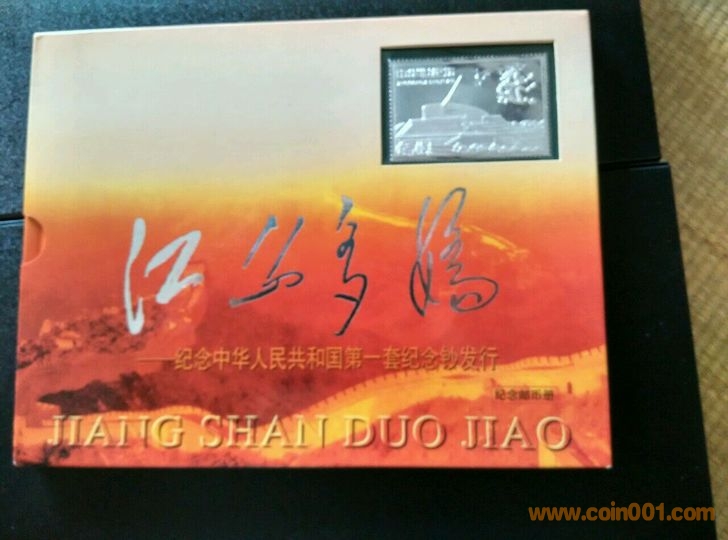 江山多娇
——纪念中华人民共和国第一套纪念钞发行
纪念邮币册
JIANG SHAN DUO JIAO
www.coin001.com